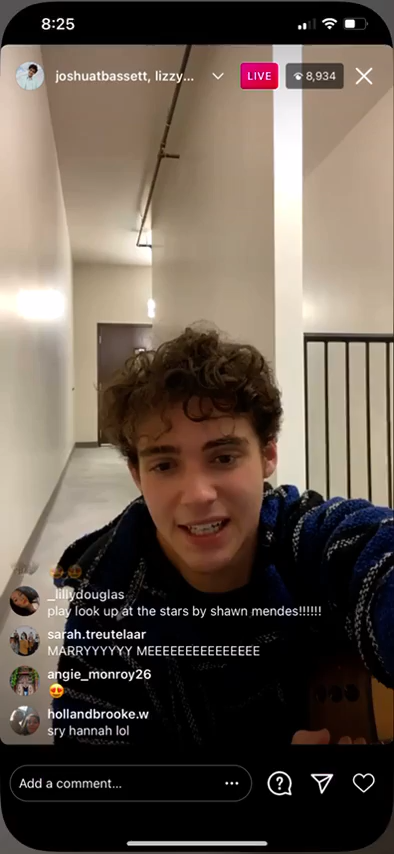 8:25
joshuatbassett, lizzy...
LIVE
8,934
_lillydouglas
play look up at the stars by shawn mendes!!!!!!
sarah.treutelaar
MARRYYYYYY MEEEEEEEEEEEEEEE
angie_monroy26
😍
hollandbrooke.w
sry hannah lol
Add a comment...